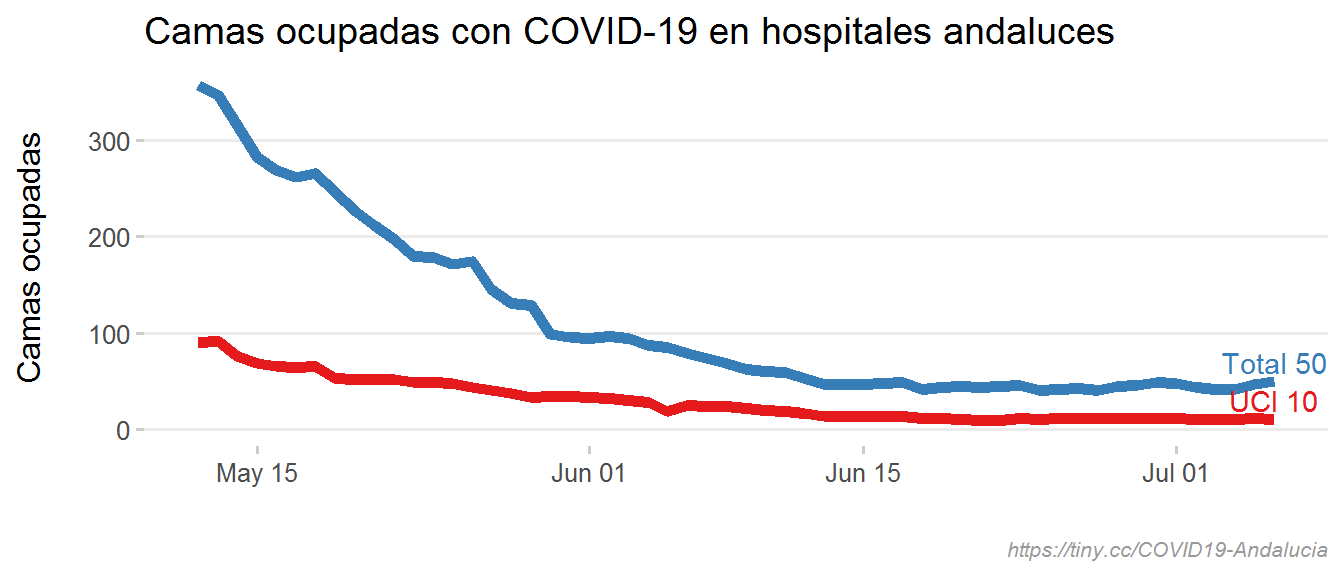 Camas ocupadas con COVID-19 en hospitales andaluces
Camas ocupadas
300
200
100
0
Total 50
UCI 10
May 15
Jun 01
Jun 15
Jul 01
https://tiny.cc/COVID19-Andalucia